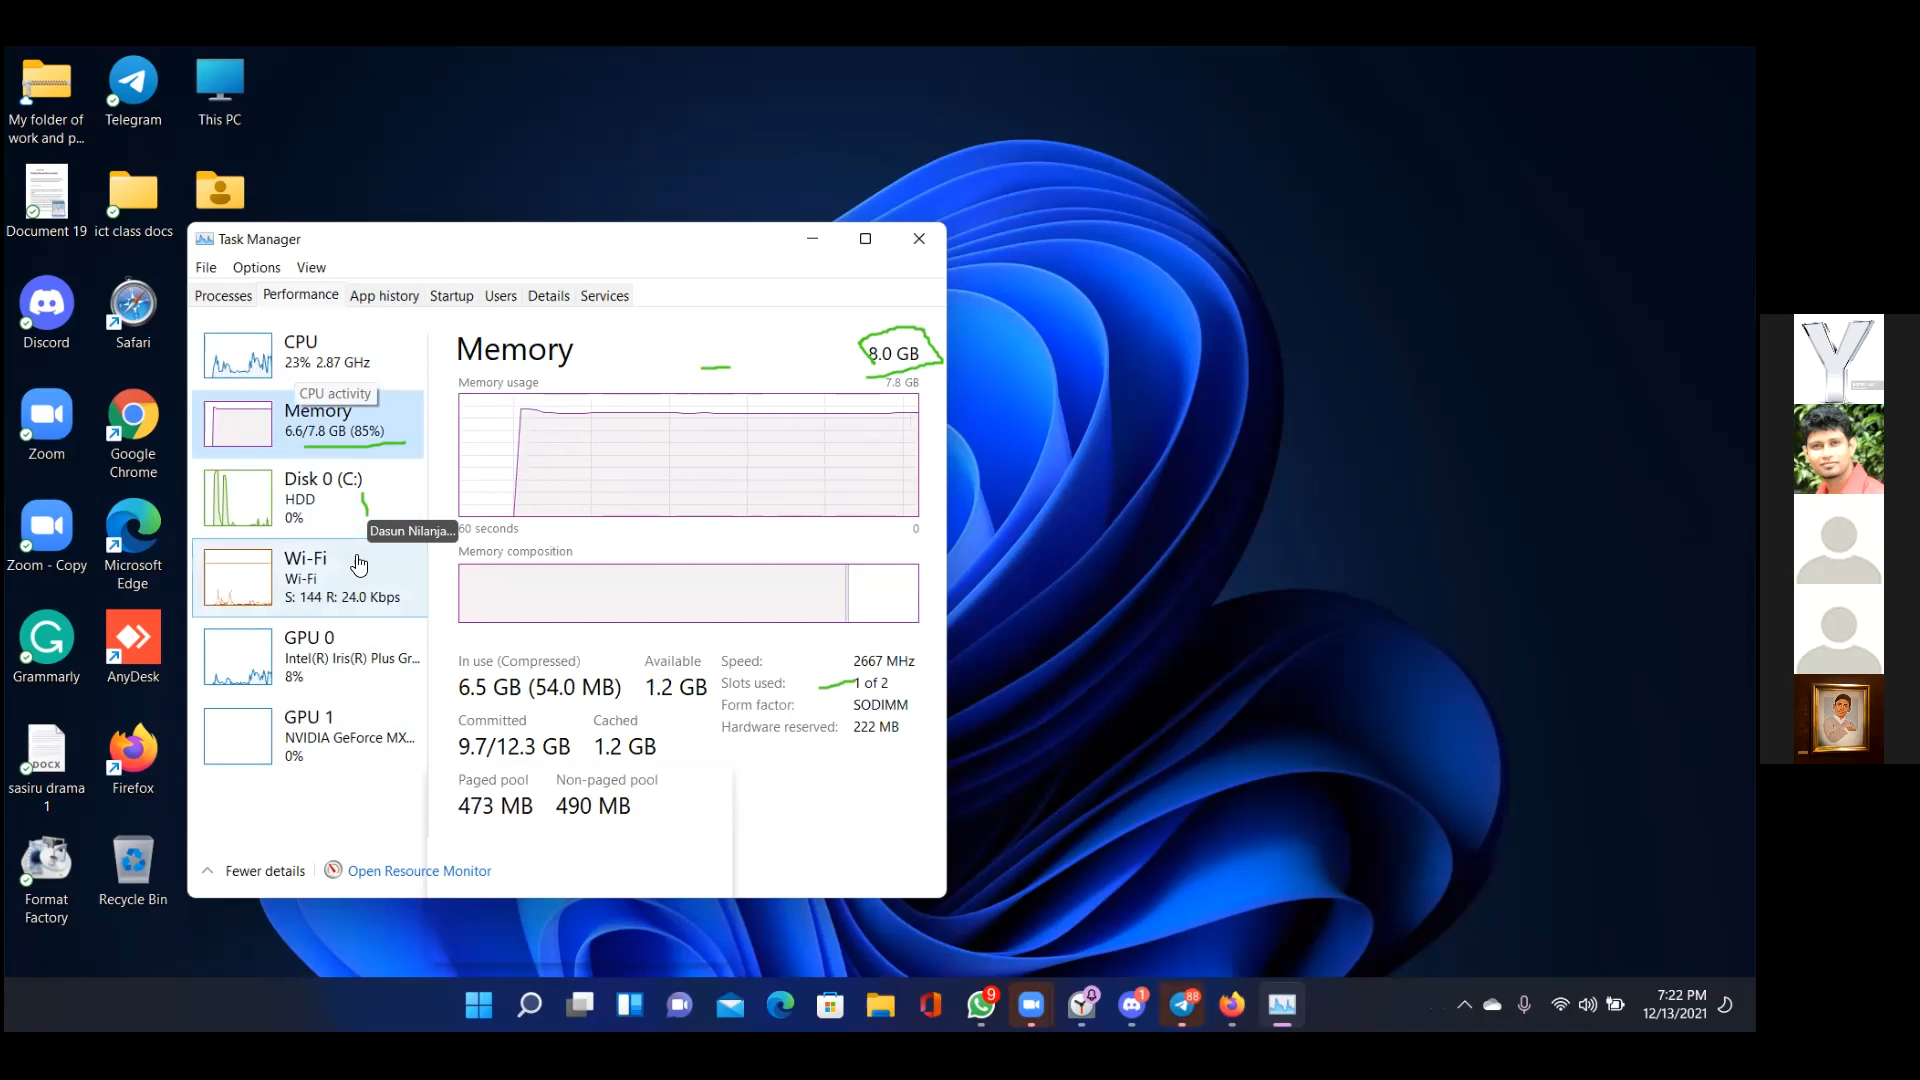 My folder of
work and p...
Telegram
This PC
Document 19
ict class docs
Discord
Safari
Zoom
Google
Chrome
Zoom - Copy
Microsoft
Edge
Grammarly
AnyDesk
DOCX
sasiru drama
1
Firefox
Format
Factory
Recycle Bin
Task Manager
File
Options
View
Processes
Performance
App history
Startup
Users
Details
Services
CPU
23% 2.87 GHz
CPU activity
Memory
6.6/7.8 GB (85%)
Disk 0 (C:)
HDD
0%
Dasun Nilanja...
Wi-Fi
Wi-Fi
S: 144 R: 24.0 Kbps
GPU 0
Intel(R) Iris(R) Plus Gr...
8%
GPU 1
NVIDIA GeForce MX...
0%
Memory
8.0 GB
Memory usage
7.8 GB
60 seconds
0
Memory composition
In use (Compressed)
6.5 GB (54.0 MB)
Available
1.2 GB
Speed:
2667 MHz
Slots used:
1 of 2
Form factor:
SODIMM
Hardware reserved:
222 MB
Committed
9.7/12.3 GB
Cached
1.2 GB
Paged pool
473 MB
Non-paged pool
490 MB
Fewer details
Open Resource Monitor
9
1
88
7:22 PM
12/13/2021